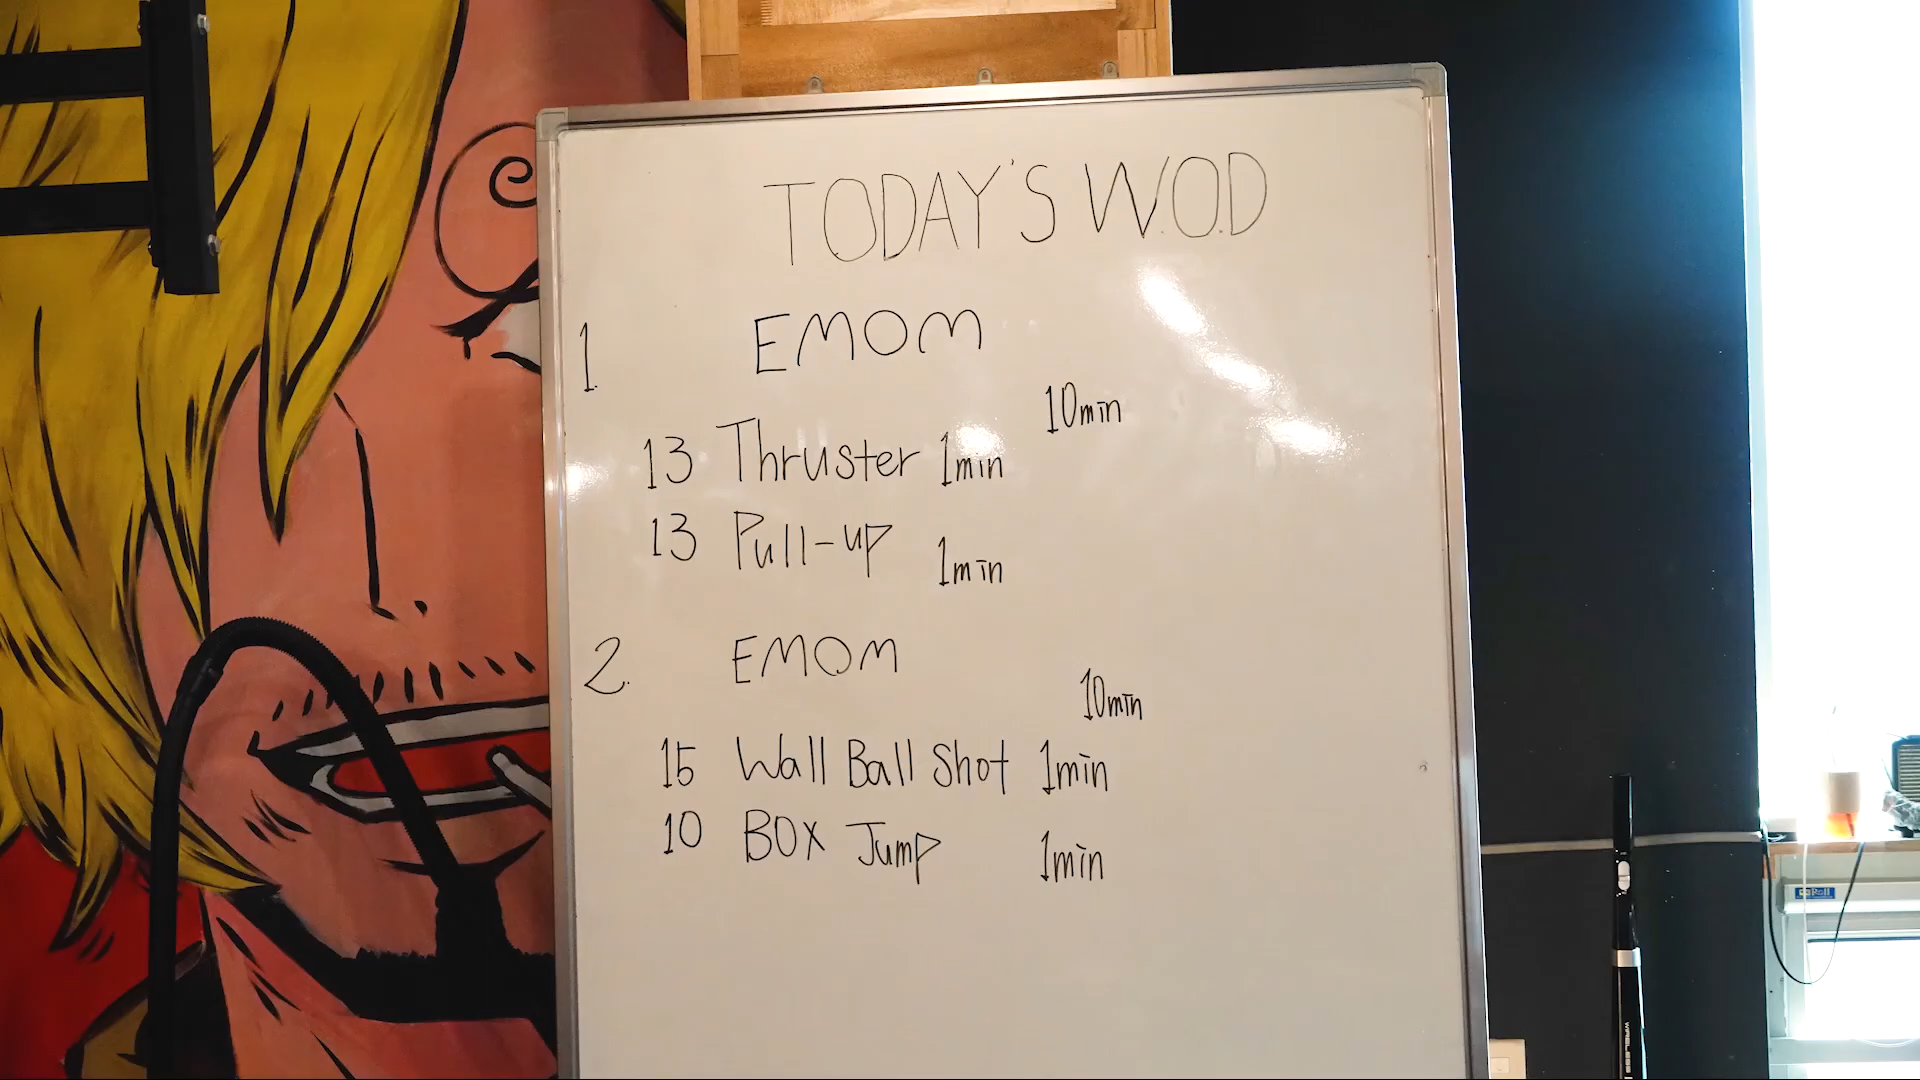 TODAY'S W.O.D
1. EMOM
10min
13 Thruster 1min
13 Pull-up 1min
2. EMOM
10min
15 Wall Ball Shot 1min
10 BOX Jump 1min
WIRELESS